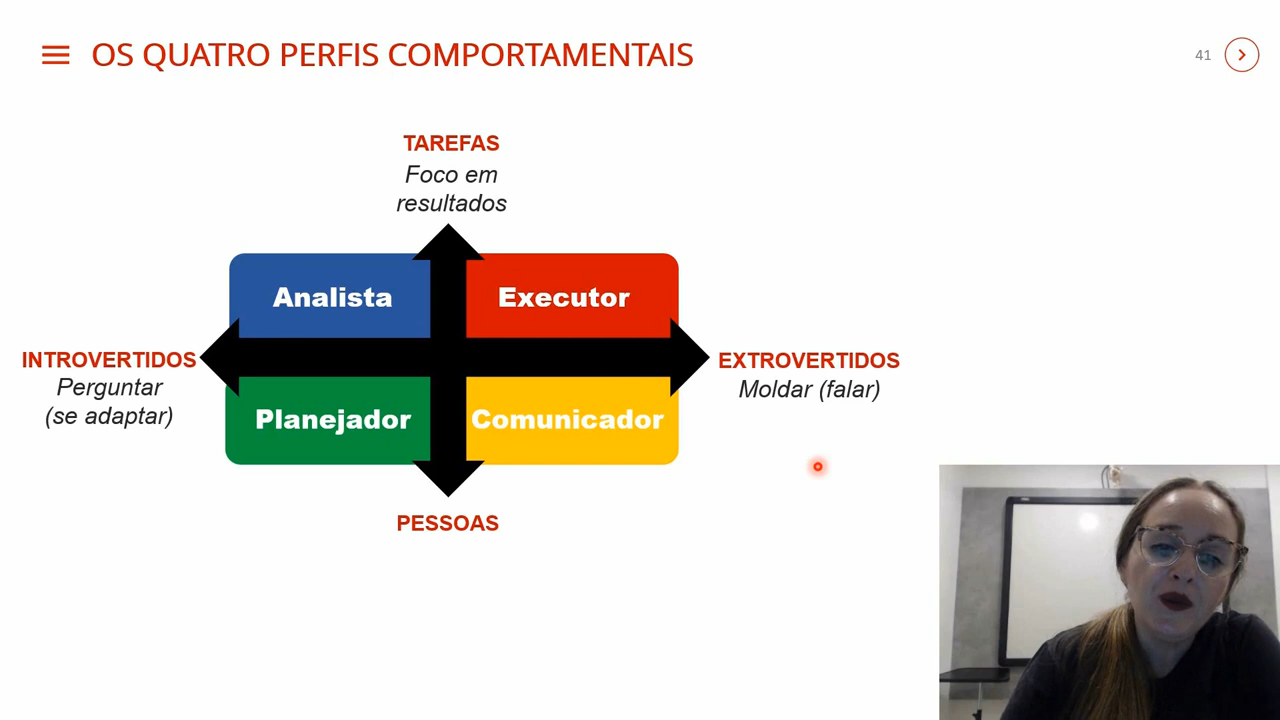 OS QUATRO PERFIS COMPORTAMENTAIS
41
TAREFAS
Foco em
resultados
Analista
Executor
INTROVERTIDOS
Perguntar
(se adaptar)
EXTROVERTIDOS
Moldar (falar)
Planejador
Comunicador
PESSOAS